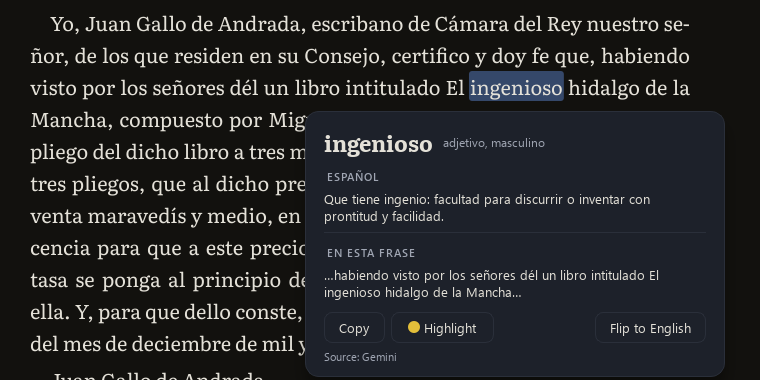 Yo, Juan Gallo de Andrada, escribano de Cámara del Rey nuestro se-
ñor, de los que residen en su Consejo, certifico y doy fe que, habiendo
visto por los señores dél un libro intitulado El ingenioso hidalgo de la
Mancha, compuesto por
pliego del dicho libro a tres
tres pliegos, que al dicho
venta maravedís y medio, en
cencia para que a este precio
tasa se ponga al principio
ella. Y, para que dello conste,
del mes de deciembre de mil y
ingenioso adjetivo, masculino
ESPAÑOL
Que tiene ingenio: facultad para discurrir o inventar con
prontitud y facilidad.
EN ESTA FRASE
…habiendo visto por los señores dél un libro intitulado El
ingenioso hidalgo de la Mancha…
Copy
Highlight
Flip to English
Source: Gemini
Juan Gallo de Andrada